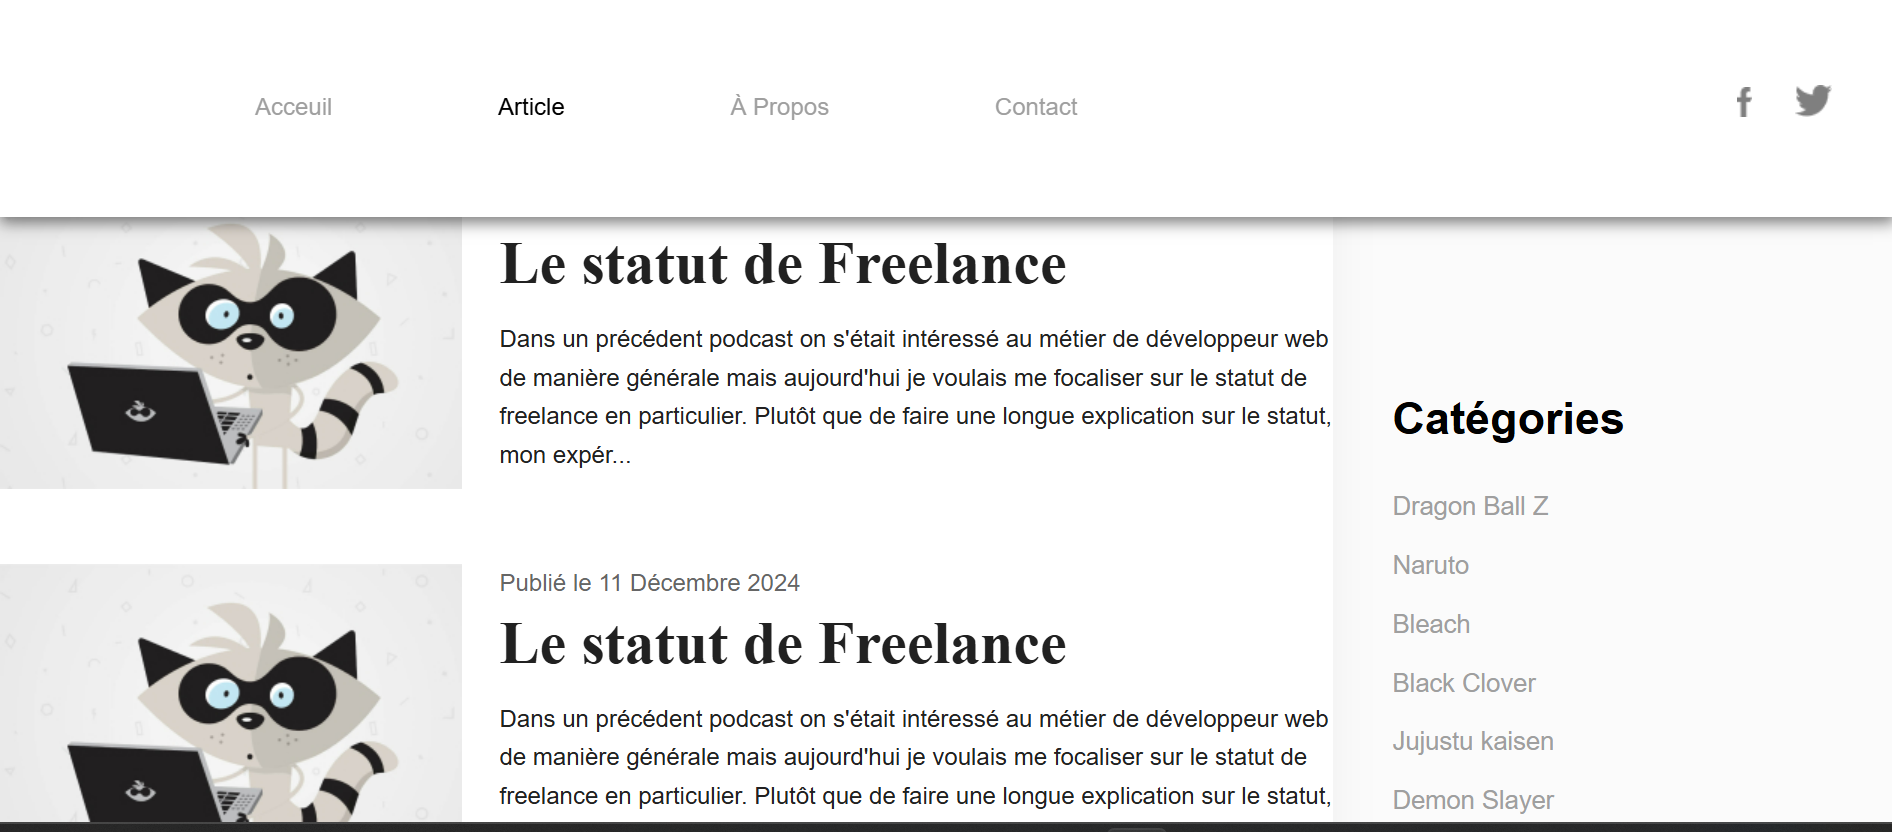 Acceuil
Article
À Propos
Contact
Le statut de Freelance
Dans un précédent podcast on s'était intéressé au métier de développeur web
de manière générale mais aujourd'hui je voulais me focaliser sur le statut de
freelance en particulier. Plutôt que de faire une longue explication sur le statut,
mon expér...
Publié le 11 Décembre 2024
Le statut de Freelance
Dans un précédent podcast on s'était intéressé au métier de développeur web
de manière générale mais aujourd'hui je voulais me focaliser sur le statut de
freelance en particulier. Plutôt que de faire une longue explication sur le statut,
Catégories
Dragon Ball Z
Naruto
Bleach
Black Clover
Jujustu kaisen
Demon Slayer